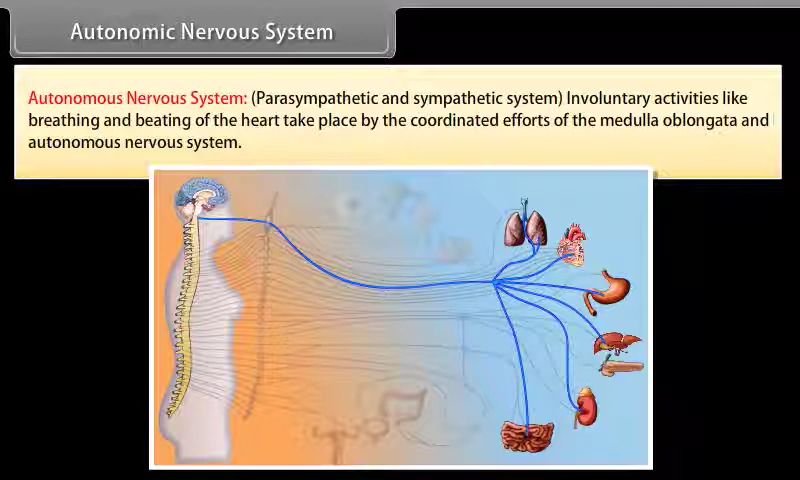 Autonomic Nervous System
Autonomous Nervous System: (Parasympathetic and sympathetic system) Involuntary activities like
breathing and beating of the heart take place by the coordinated efforts of the medulla oblongata and
autonomous nervous system.